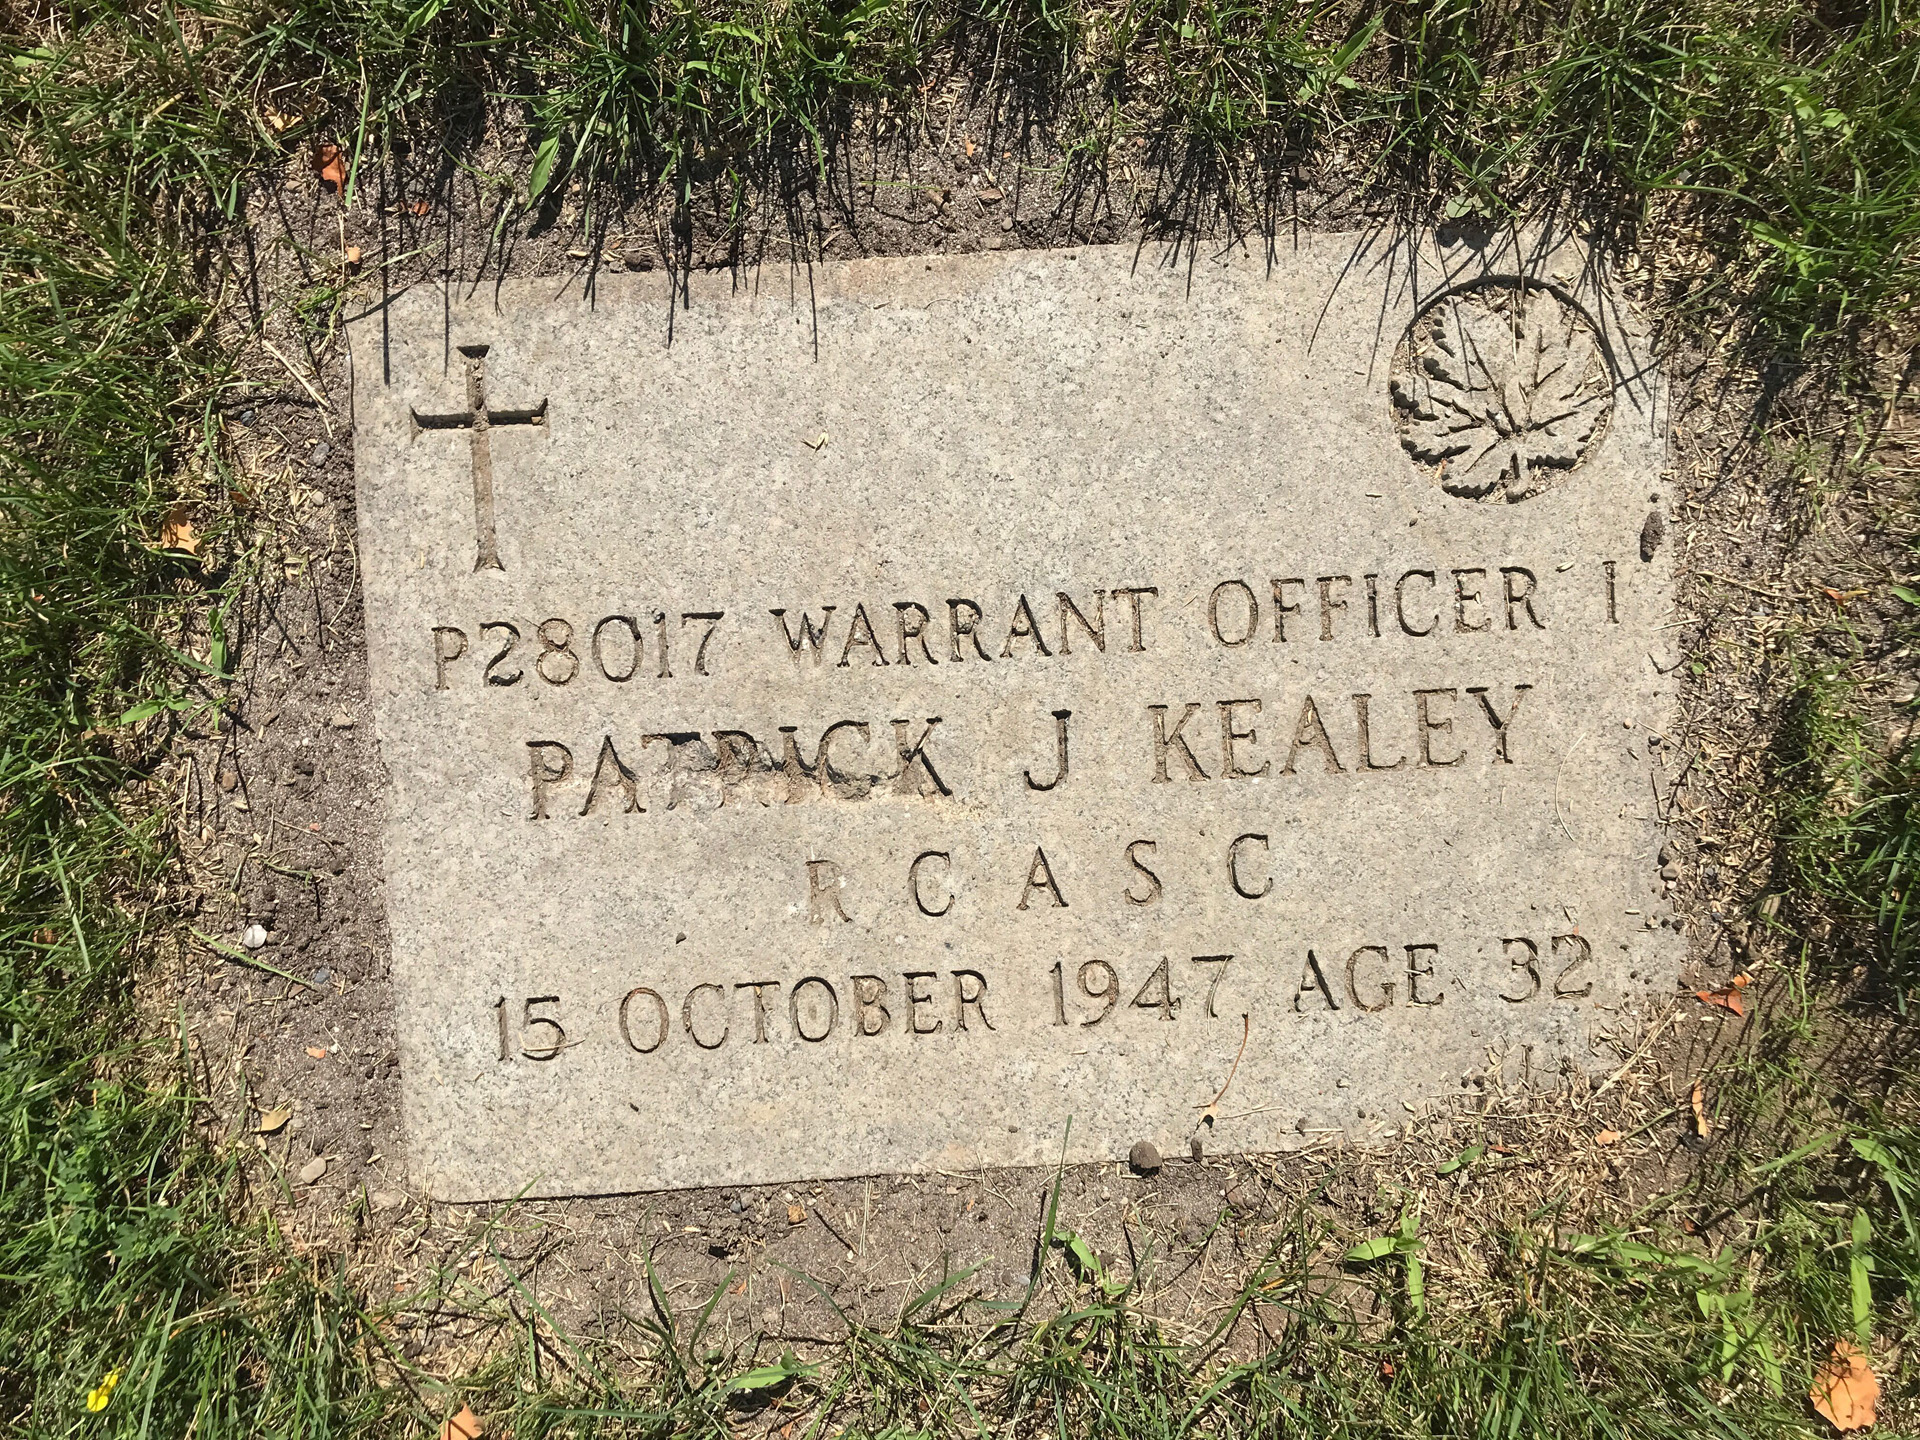 P28017 WARRANT OFFICER I
PATRICK J KEALEY
R C A S C
15 OCTOBER 1947 AGE 32